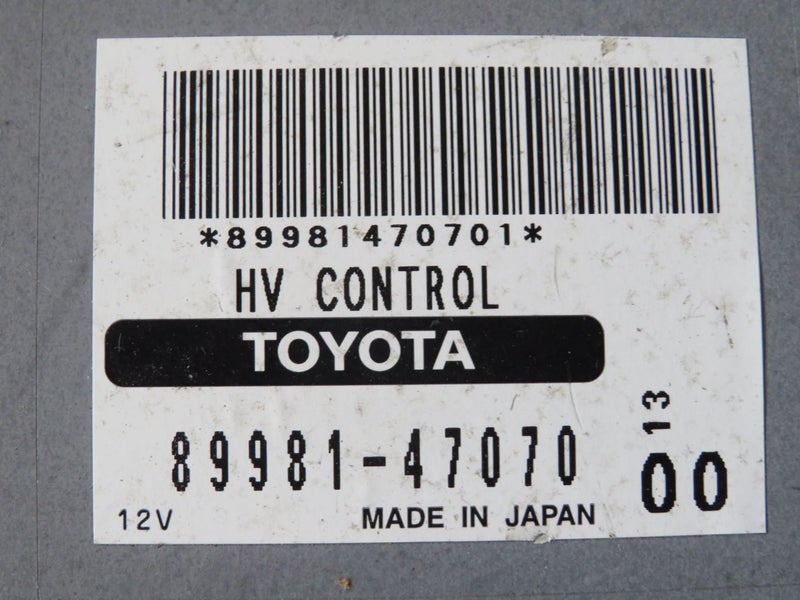 *89981470701*
HV CONTROL
TOYOTA
13
89981-47070
00
12V
MADE IN JAPAN